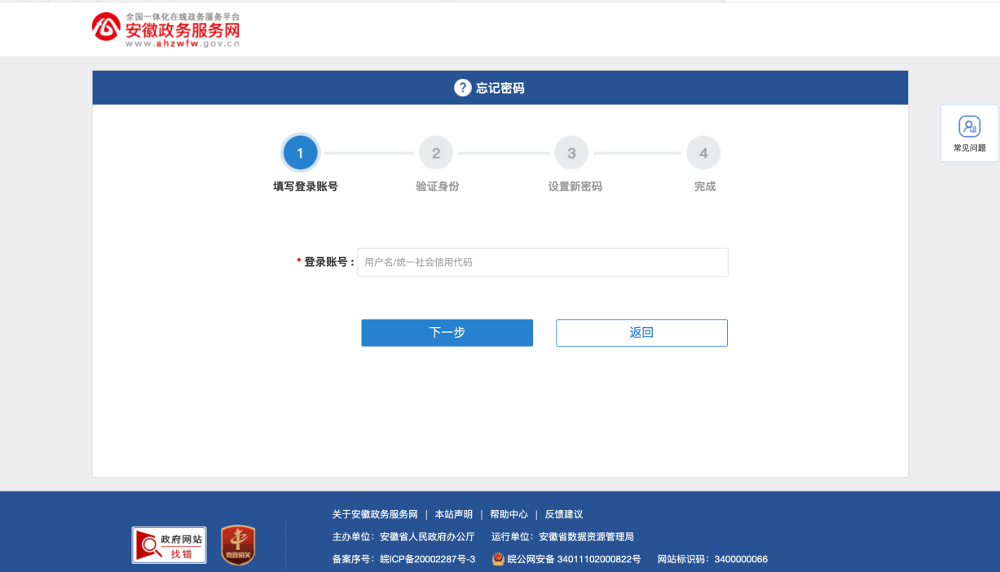 全国一体化在线政务服务平台
安徽政务服务网
www.ahzwfw.gov.cn
? 忘记密码
常见问题
1 2 3 4
填写登录账号 验证身份 设置新密码 完成
* 登录账号： 用户名/统一社会信用代码
下一步 返回
关于安徽政务服务网 | 本站声明 | 帮助中心 | 反馈建议
主办单位：安徽省人民政府办公厅 运行单位：安徽省数据资源管理局
备案序号：皖ICP备20002287号-3 皖公网安备 34011102000822号 网站标识码：3400000066
政府网站
找错
党政机关